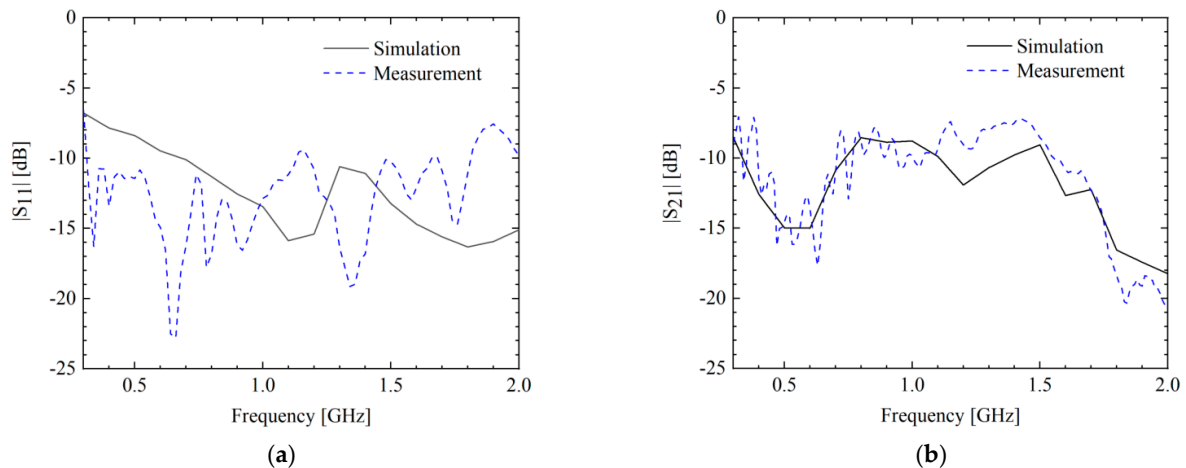 0
-5
-10
-15
-20
-25
|S11| [dB]
Simulation
Measurement
0.5 1.0 1.5 2.0
Frequency [GHz]
(a)
0
-5
-10
-15
-20
-25
|S21| [dB]
Simulation
Measurement
0.5 1.0 1.5 2.0
Frequency [GHz]
(b)